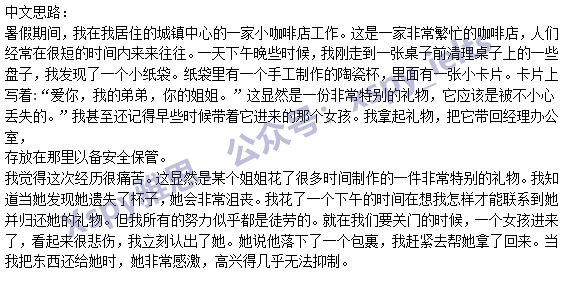 中文思路:
暑假期间,我在我居住的城镇中心的一家小咖啡店工作。这是一家非常繁忙的咖啡店,人们
经常在很短的时间内来来往往。一天下午晚些时候,我刚走到一张桌子前清理桌子上的一些
盘子,我发现了一个小纸袋。纸袋里有一个手工制作的陶瓷杯,里面有一张小卡片。卡片上
写着:“爱你,我的弟弟,你的姐姐。”这显然是一份非常特别的礼物,它应该是被不小心
丢失的。”我甚至还记得早些时候带着它进来的那个女孩。我拿起礼物,把它带回经理办公
室,
存放在那里以备安全保管。
我觉得这次经历很痛苦。这显然是某个姐姐花了很多时间制作的一件非常特别的礼物。我知
道当她发现她遗失了杯子,她会非常沮丧。我花了一个下午的时间在想我怎样才能联系到她
并归还她的礼物,但我所有的努力似乎都是徒劳的。就在我们要关门的时候,一个女孩进来
了,看起来很悲伤,我立刻认出了她。她说他落下了一个包裹,我赶紧去帮她拿了回来。当
我把东西还给她时,她非常感激,高兴得几乎无法抑制。
Xspy雅思 公众号:xspy_ielts